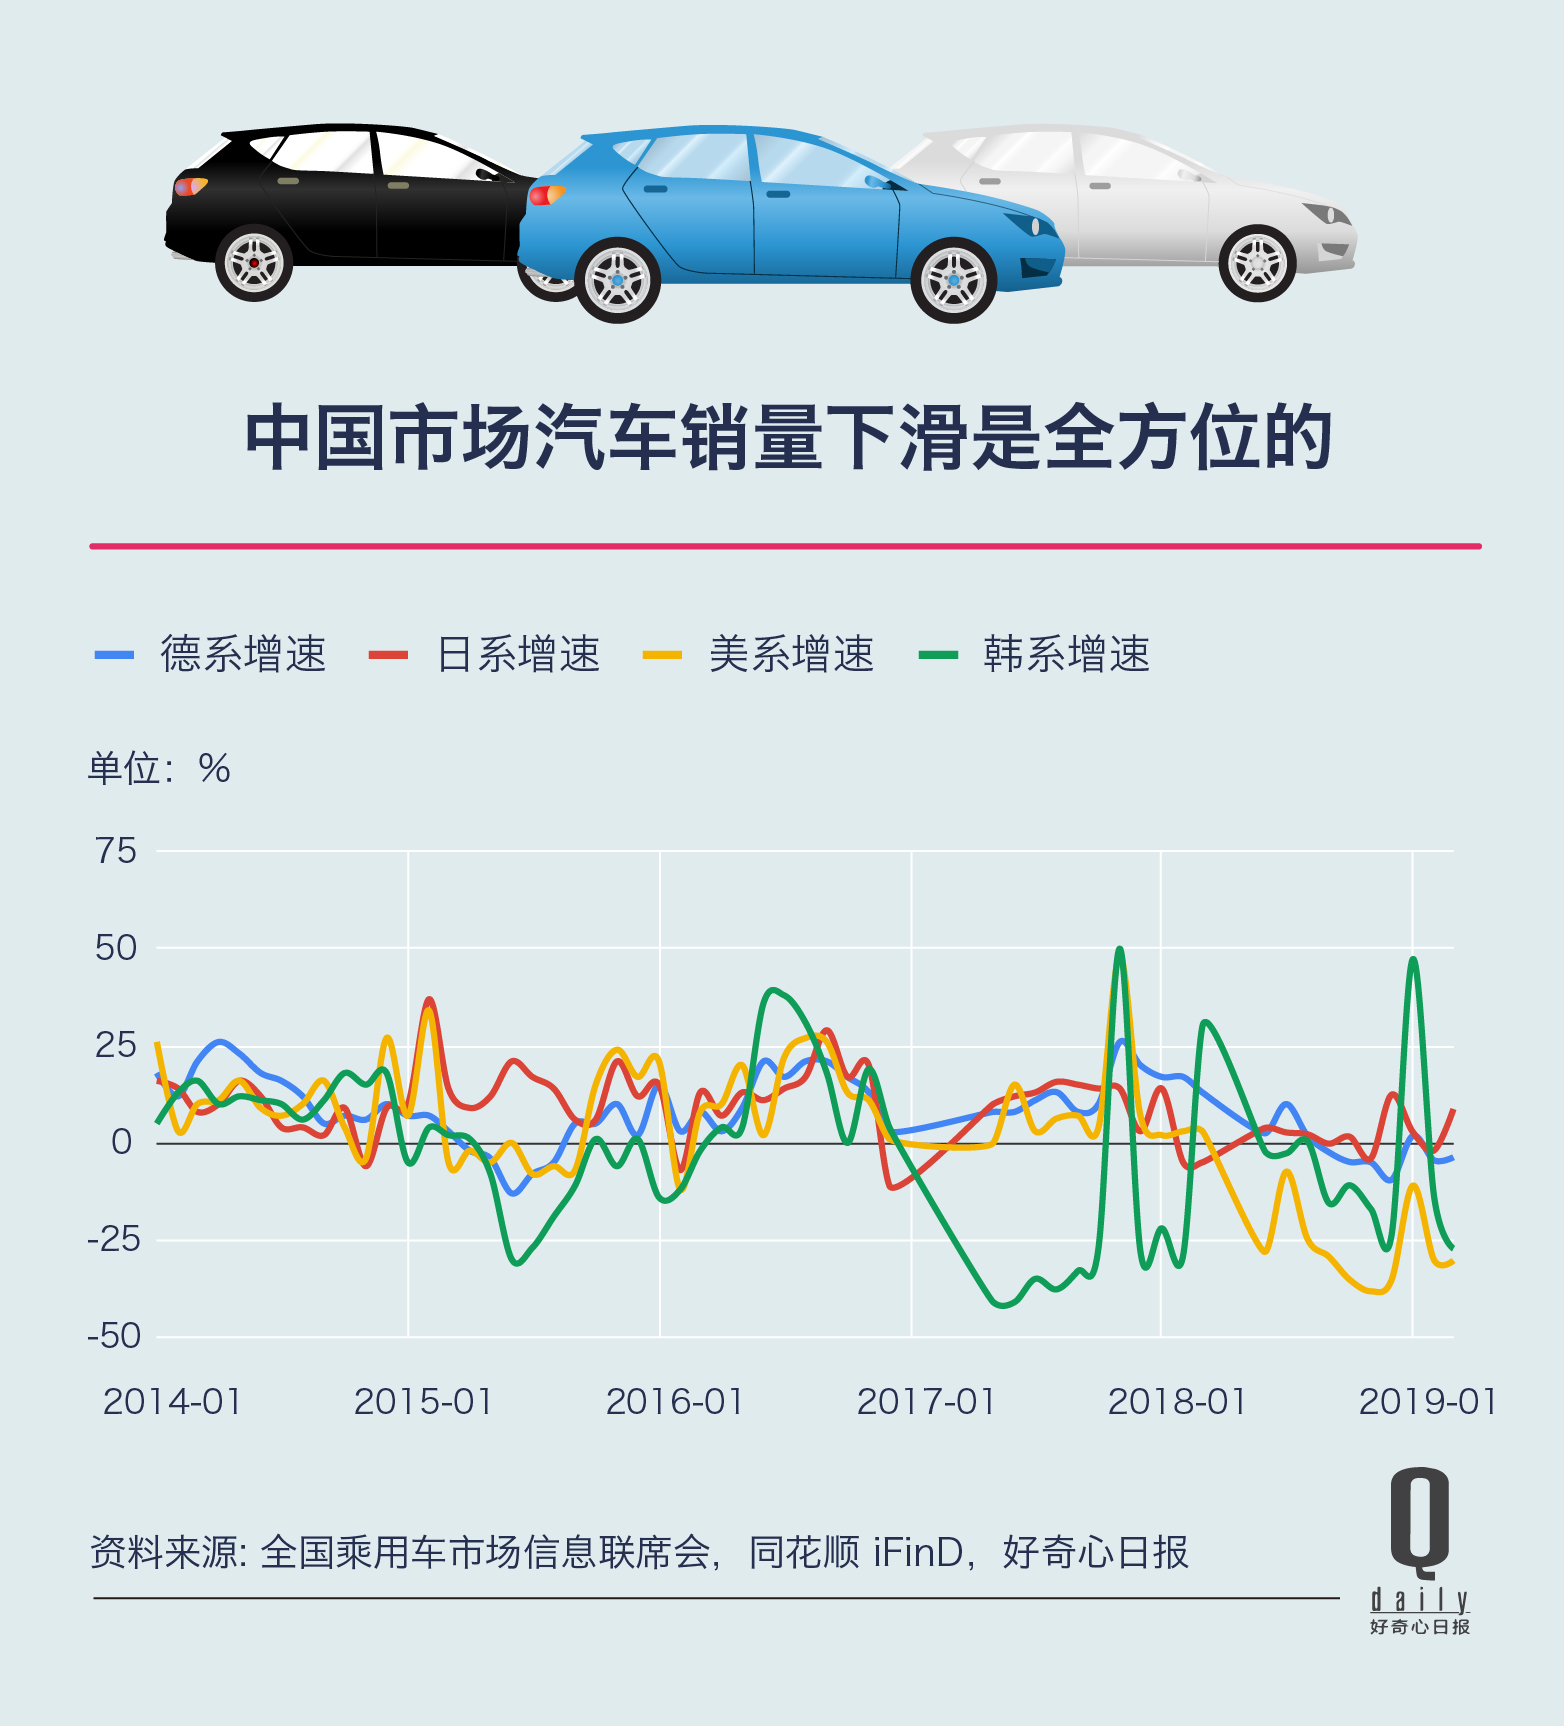 中国市场汽车销量下滑是全方位的
德系增速 日系增速 美系增速 韩系增速
单位：%
75
50
25
0
-25
-50
2014-01 2015-01 2016-01 2017-01 2018-01 2019-01
资料来源: 全国乘用车市场信息联席会，同花顺 iFinD，好奇心日报
Q
daily
好奇心日报